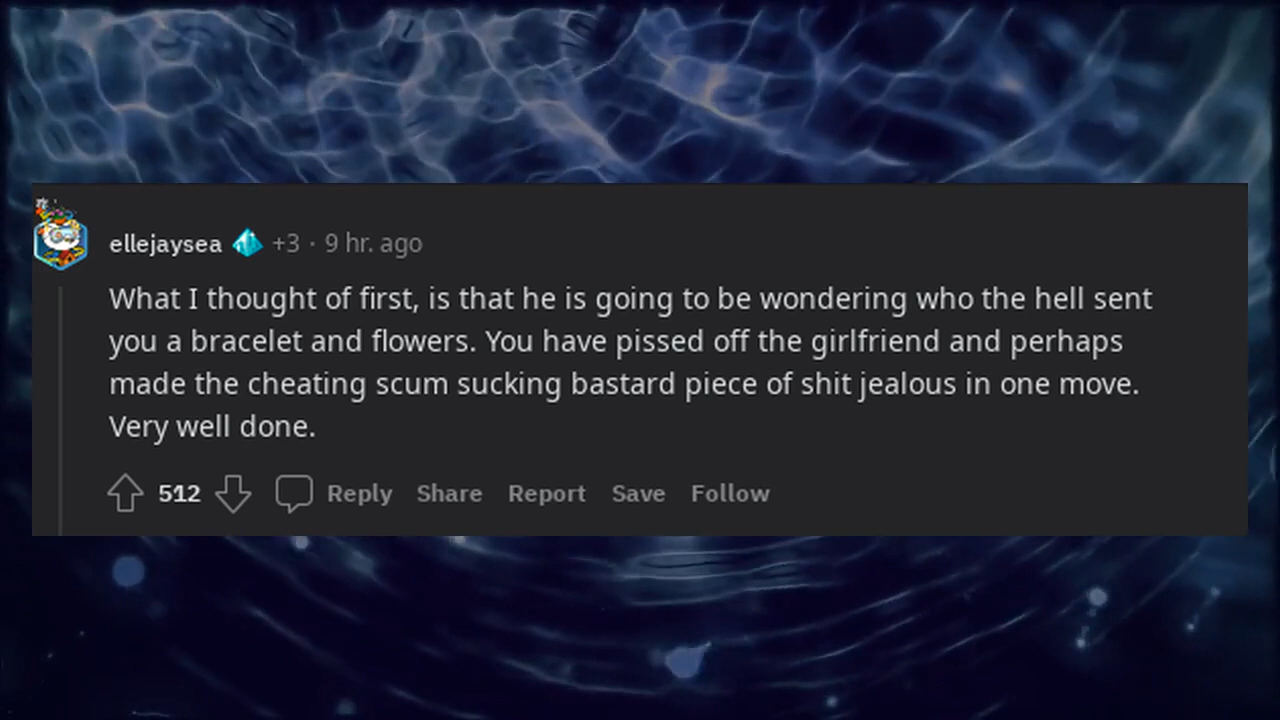 ellejaysea +3 · 9 hr. ago
What I thought of first, is that he is going to be wondering who the hell sent
you a bracelet and flowers. You have pissed off the girlfriend and perhaps
made the cheating scum sucking bastard piece of shit jealous in one move.
Very well done.
512 Reply Share Report Save Follow